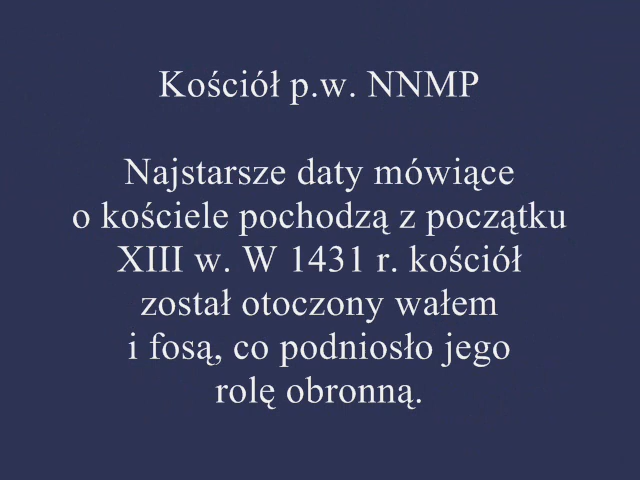 Kościół p.w. NNMP
Najstarsze daty mówiące
o kościele pochodzą z początku
XIII w. W 1431 r. kościół
został otoczony wałem
i fosą, co podniosło jego
rolę obronną.